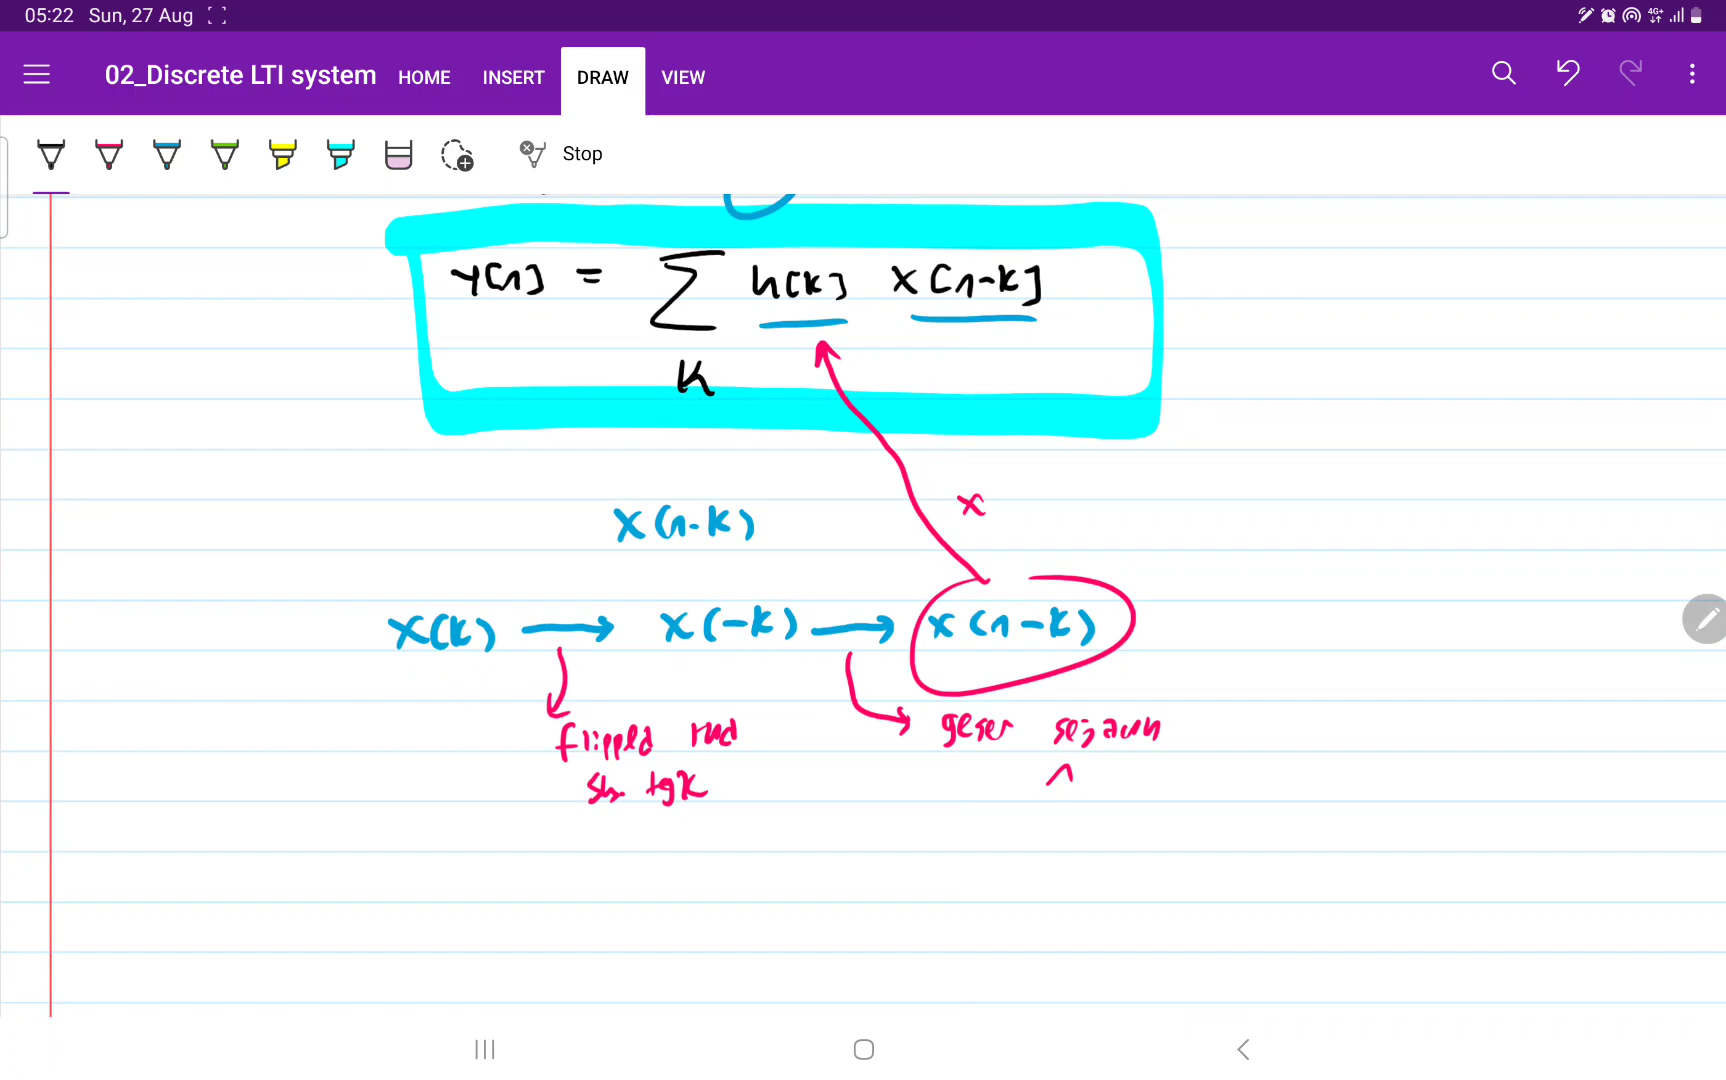 05:22 Sun, 27 Aug
4G+
02_Discrete LTI system HOME INSERT DRAW VIEW
Stop
y[n] = Σ h[k] x[n-k]
k
x(n-k)
x
x(k) → x(-k) → x(n-k)
flipped thd
sb. tgk
geser sejauh
n